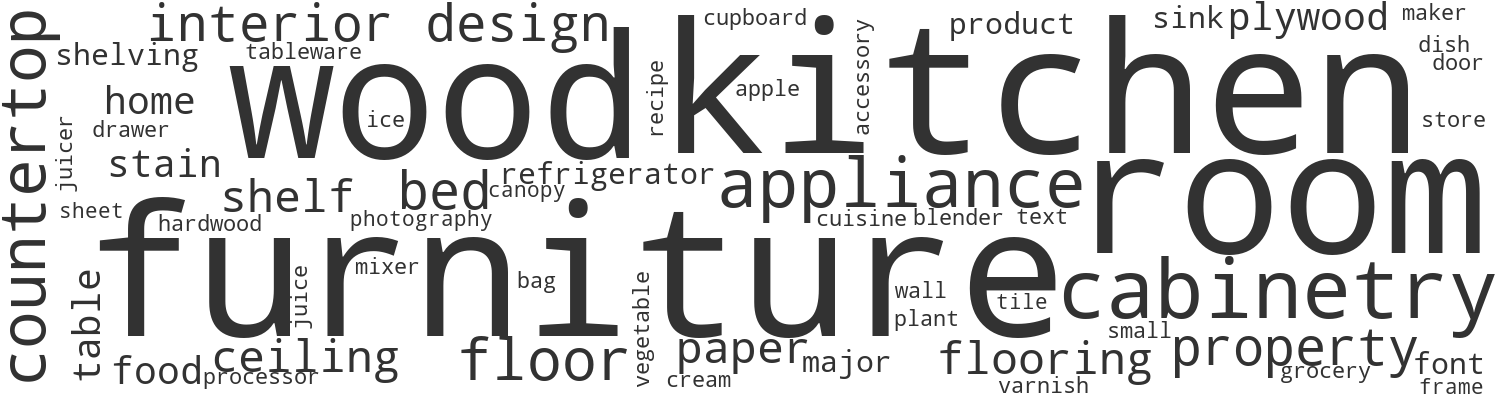 interior design
cupboard
product
sink
plywood
maker
shelving
tableware
wood
kitchen
dish
door
countertop
home
ice
recipe
apple
accessory
store
drawer
juicer
stain
refrigerator
appliance
room
shelf
bed
canopy
sheet
hardwood
photography
cuisine
blender
text
furniture
mixer
juice
bag
vegetable
wall
tile
plant
cabinetry
table
small
food
processor
ceiling
floor
paper
major
cream
flooring
varnish
property
grocery
font
frame